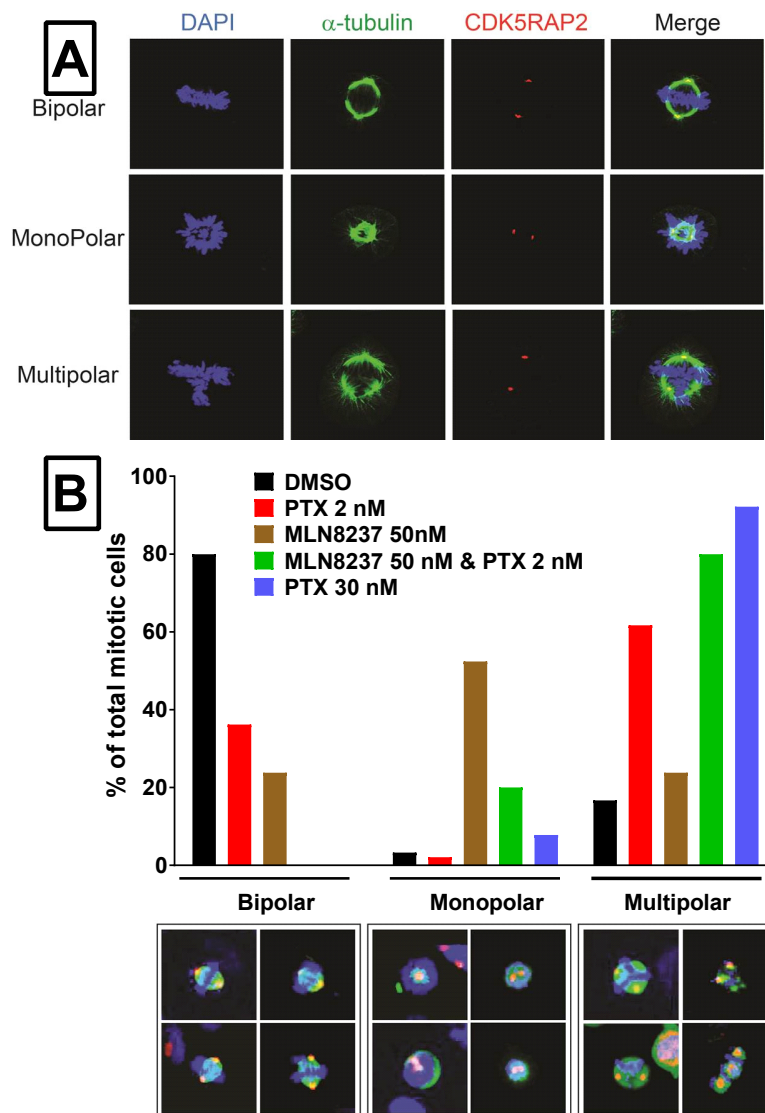 A
DAPI
α-tubulin
CDK5RAP2
Merge
Bipolar
MonoPolar
Multipolar
B
% of total mitotic cells
100
80
60
40
20
0
DMSO
PTX 2 nM
MLN8237 50nM
MLN8237 50 nM & PTX 2 nM
PTX 30 nM
Bipolar
Monopolar
Multipolar